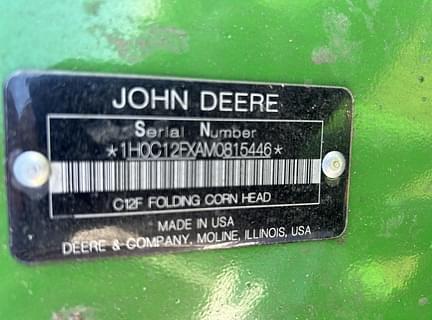 JOHN DEERE
Serial Number
*1H0C12FXAM0815446*
C12F FOLDING CORN HEAD
MADE IN USA
DEERE & COMPANY, MOLINE, ILLINOIS, USA